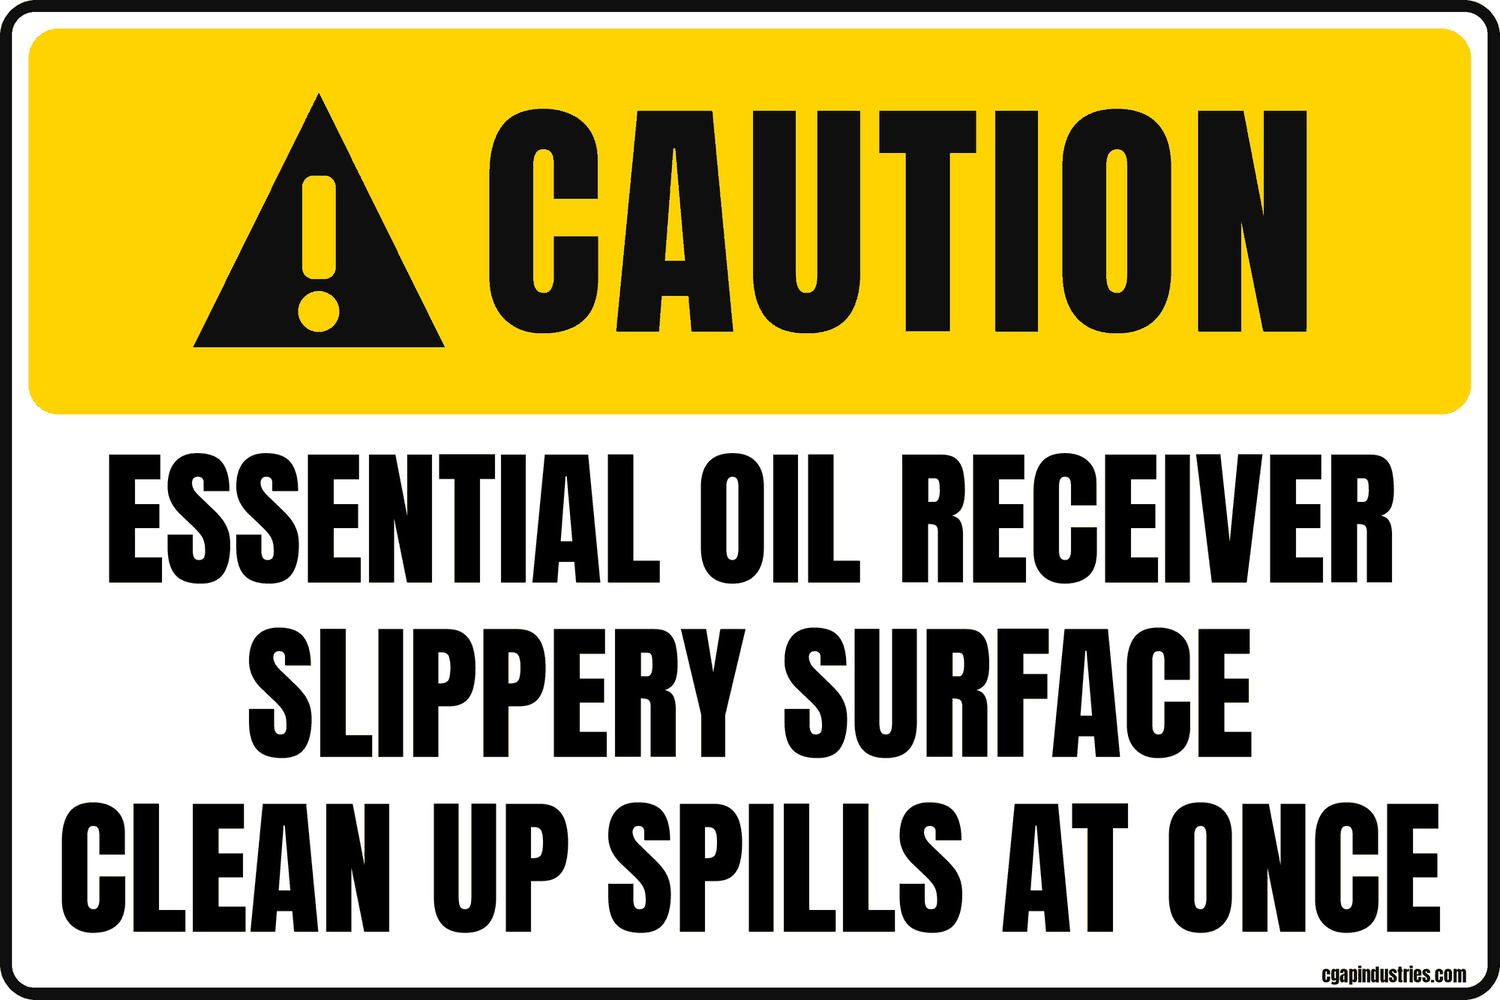 CAUTION
ESSENTIAL OIL RECEIVER
SLIPPERY SURFACE
CLEAN UP SPILLS AT ONCE
cgapindustries.com